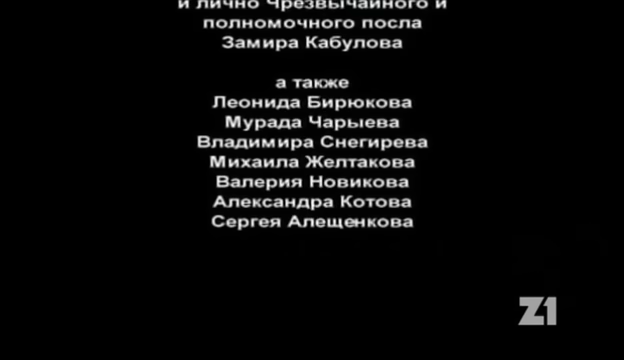 и лично Чрезвычайного и
полномочного посла
Замира Кабулова
а также
Леонида Бирюкова
Мурада Чарыева
Владимира Снегирева
Михаила Желтакова
Валерия Новикова
Александра Котова
Сергея Алещенкова
Z1